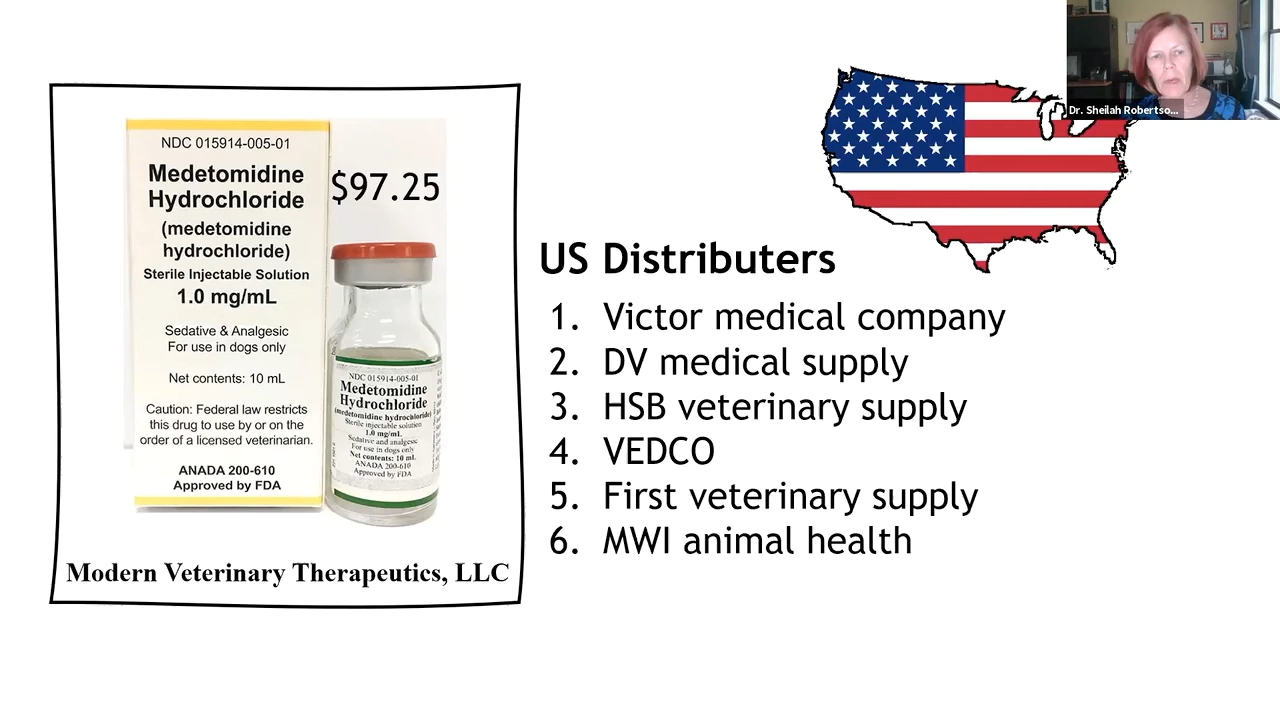 Dr. Sheilah Robertso...
NDC 015914-005-01
Medetomidine
Hydrochloride
(medetomidine
hydrochloride)
Sterile Injectable Solution
1.0 mg/mL
Sedative & Analgesic
For use in dogs only
Net contents: 10 mL
Caution: Federal law restricts
this drug to use by or on the
order of a licensed veterinarian.
ANADA 200-610
Approved by FDA
$97.25
NDC 015914-005-01
Medetomidine
Hydrochloride
(medetomidine hydrochloride)
Sterile injectable solution
1.0 mg/mL
Sedative and analgesic
For use in dogs only
Net contents: 10 mL
ANADA 200-610
Approved by FDA
Modern Veterinary Therapeutics, LLC
US Distributers
1. Victor medical company
2. DV medical supply
3. HSB veterinary supply
4. VEDCO
5. First veterinary supply
6. MWI animal health